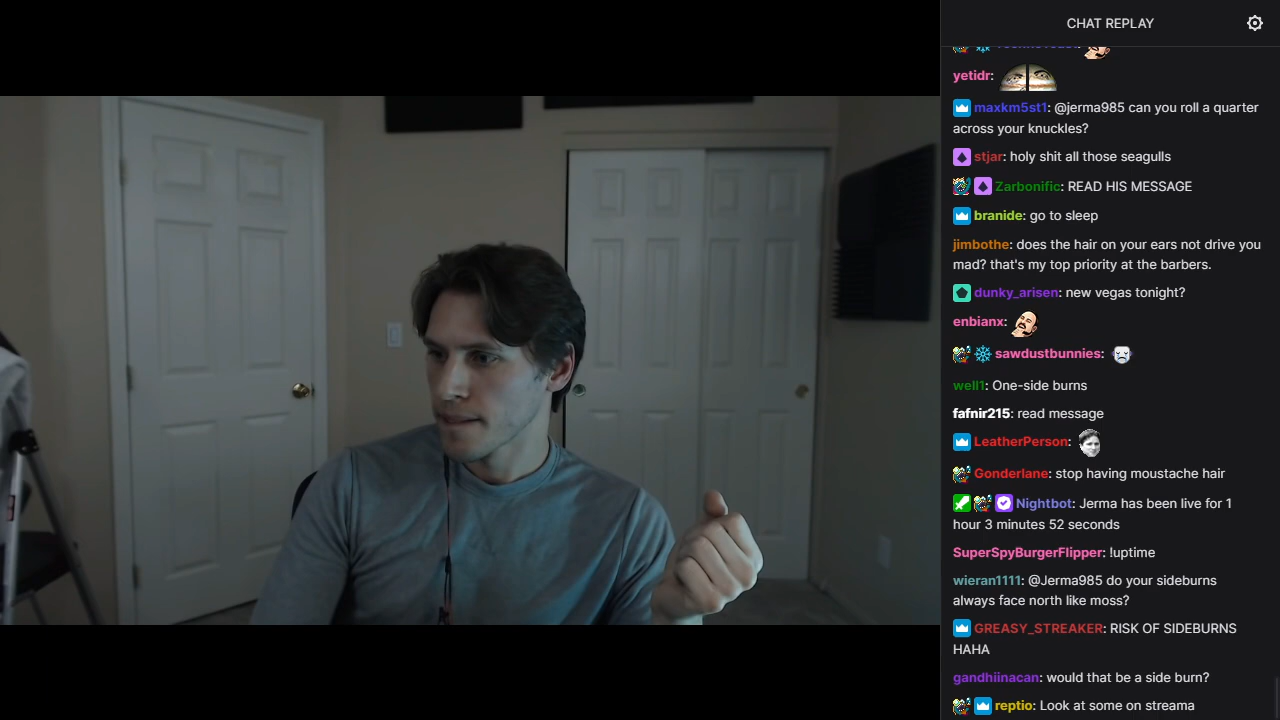 CHAT REPLAY
yetidr:
maxkm5st1: @jerma985 can you roll a quarter
across your knuckles?
stjar: holy shit all those seagulls
Zarbonific: READ HIS MESSAGE
branide: go to sleep
jimbothe: does the hair on your ears not drive you
mad? that's my top priority at the barbers.
dunky_arisen: new vegas tonight?
enbianx:
sawdustbunnies:
well1: One-side burns
fafnir215: read message
LeatherPerson:
Gonderlane: stop having moustache hair
Nightbot: Jerma has been live for 1
hour 3 minutes 52 seconds
SuperSpyBurgerFlipper: !uptime
wieran1111: @Jerma985 do your sideburns
always face north like moss?
GREASY_STREAKER: RISK OF SIDEBURNS
HAHA
gandhiinacan: would that be a side burn?
reptio: Look at some on streama